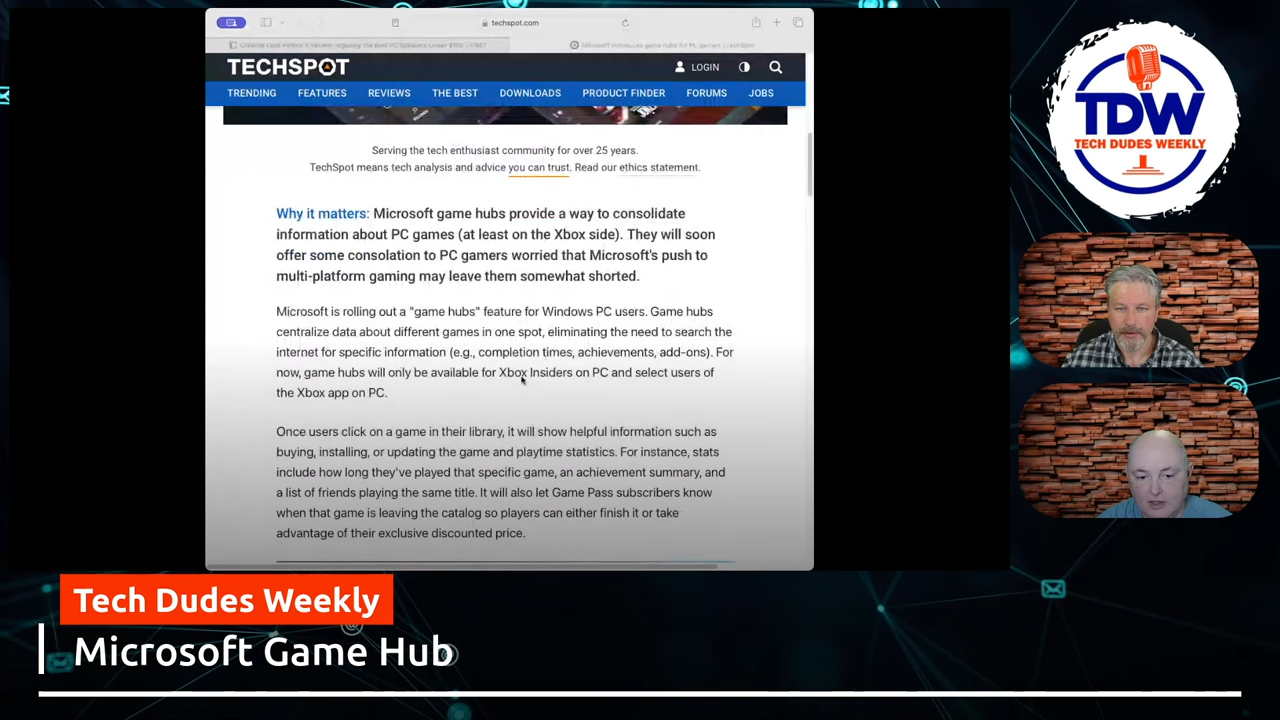 techspot.com
Microsoft introduces game hubs for PC gamers | TechSpot
TECHSPOT
LOGIN
TRENDING FEATURES REVIEWS THE BEST DOWNLOADS PRODUCT FINDER FORUMS JOBS
Serving the tech enthusiast community for over 25 years.
TechSpot means tech analysis and advice you can trust. Read our ethics statement.
Why it matters: Microsoft game hubs provide a way to consolidate
information about PC games (at least on the Xbox side). They will soon
offer some consolation to PC gamers worried that Microsoft's push to
multi-platform gaming may leave them somewhat shorted.
Microsoft is rolling out a "game hubs" feature for Windows PC users. Game hubs
centralize data about different games in one spot, eliminating the need to search the
internet for specific information (e.g., completion times, achievements, add-ons). For
now, game hubs will only be available for Xbox Insiders on PC and select users of
the Xbox app on PC.
Once users click on a game in their library, it will show helpful information such as
buying, installing, or updating the game and playtime statistics. For instance, stats
include how long they've played that specific game, an achievement summary, and
a list of friends playing the same title. It will also let Game Pass subscribers know
when that game is leaving the catalog so players can either finish it or take
advantage of their exclusive discounted price.
TDW
TECH DUDES WEEKLY
Tech Dudes Weekly
Microsoft Game Hub